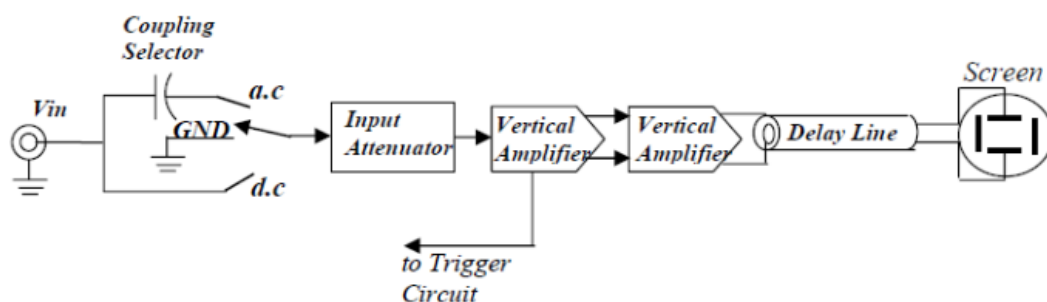 Coupling
Selector
Vin
a.c
GND
d.c
Input
Attenuator
Vertical
Amplifier
Vertical
Amplifier
Delay Line
Screen
to Trigger
Circuit